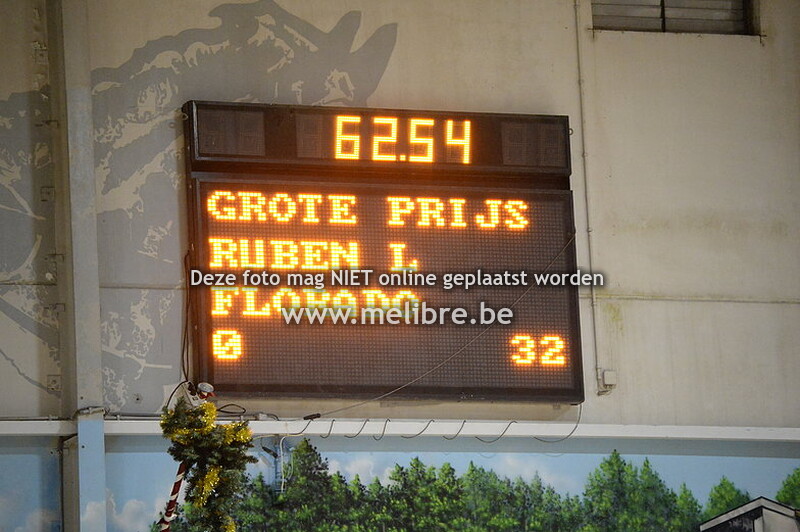 62.54
GROTE PRIJS
RUBEN L
Deze foto mag NIET online geplaatst worden
www.melibre.be
0 32